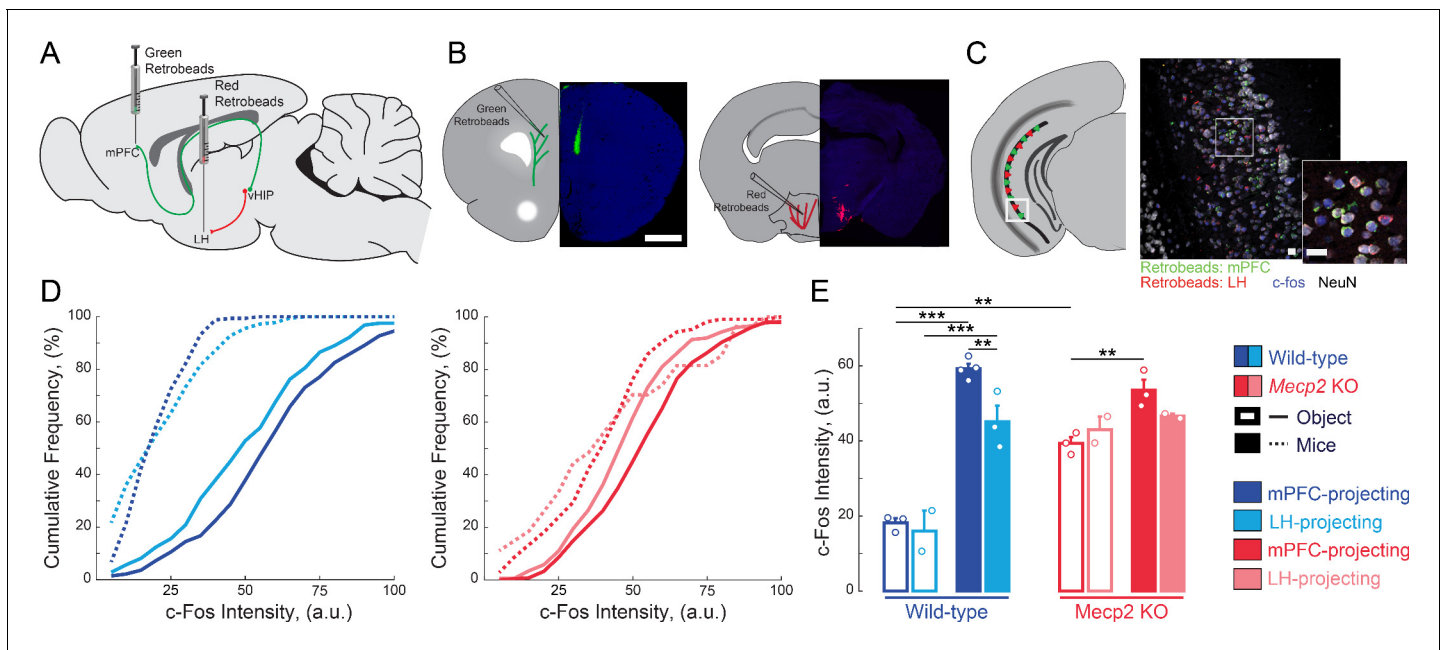 A
Green
Retrobeads
Red
Retrobeads
mPFC
vHIP
LH
B
Green
Retrobeads
Red
Retrobeads
C
Retrobeads: mPFC
Retrobeads: LH c-fos NeuN
D
Cumulative Frequency, (%)
100
80
60
40
20
0
25 50 75 100
c-Fos Intensity, (a.u.)
Cumulative Frequency, (%)
100
80
60
40
20
0
25 50 75 100
c-Fos Intensity, (a.u.)
E
**
***
***
**
**
c-Fos Intensity, (a.u.)
60
40
20
0
Wild-type
Mecp2 KO
Wild-type
Mecp2 KO
Object
Mice
mPFC-projecting
LH-projecting
mPFC-projecting
LH-projecting